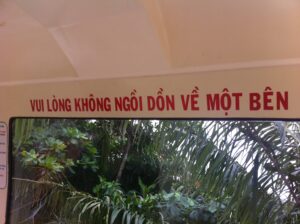 VUI LÒNG KHÔNG NGỒI DỒN VỀ MỘT BÊN